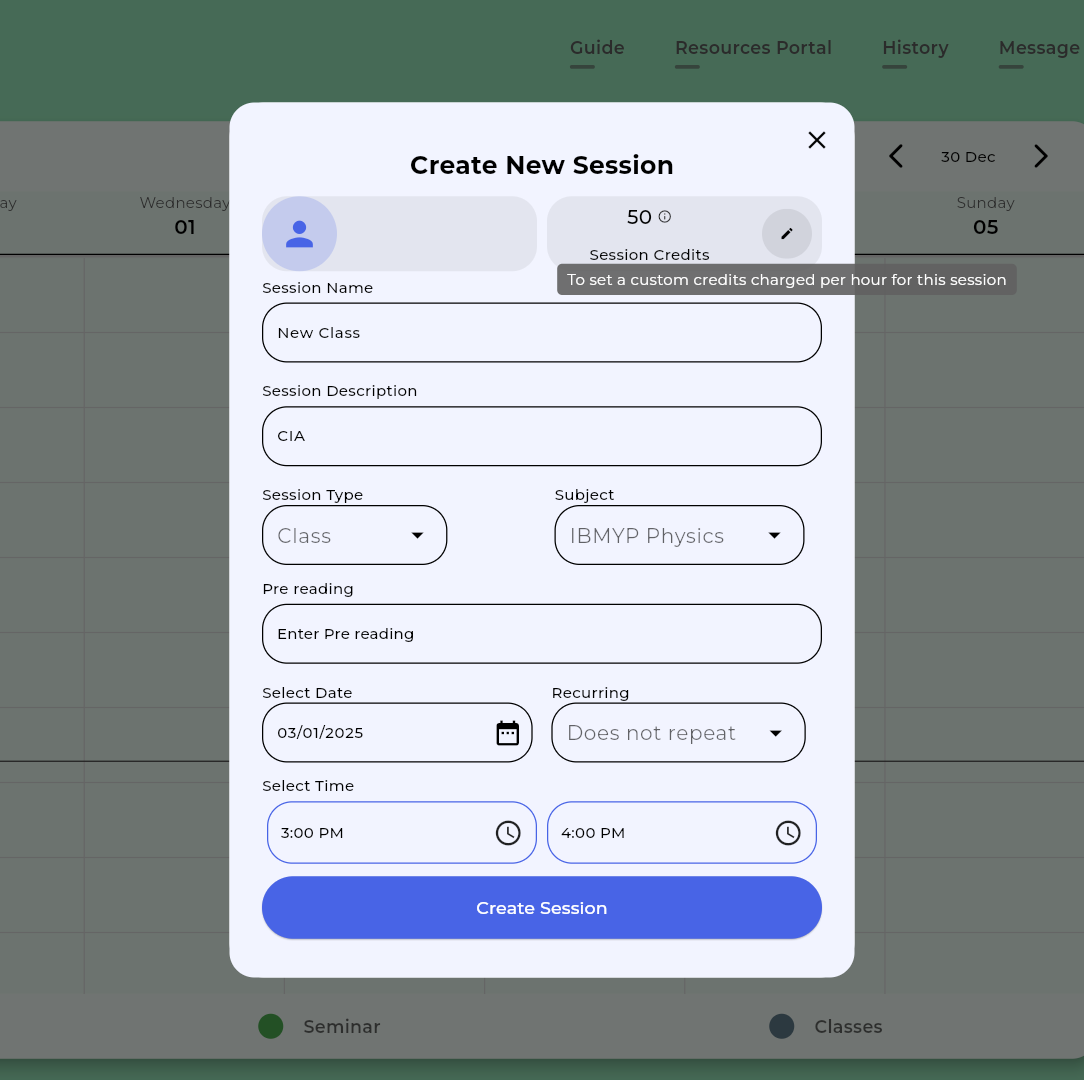 Guide Resources Portal History Message
30 Dec
ay Wednesday Sunday
01 05
Create New Session
50
Session Credits
To set a custom credits charged per hour for this session
Session Name
New Class
Session Description
CIA
Session Type Subject
Class IBMYP Physics
Pre reading
Enter Pre reading
Select Date Recurring
03/01/2025 Does not repeat
Select Time
3:00 PM 4:00 PM
Create Session
Seminar Classes